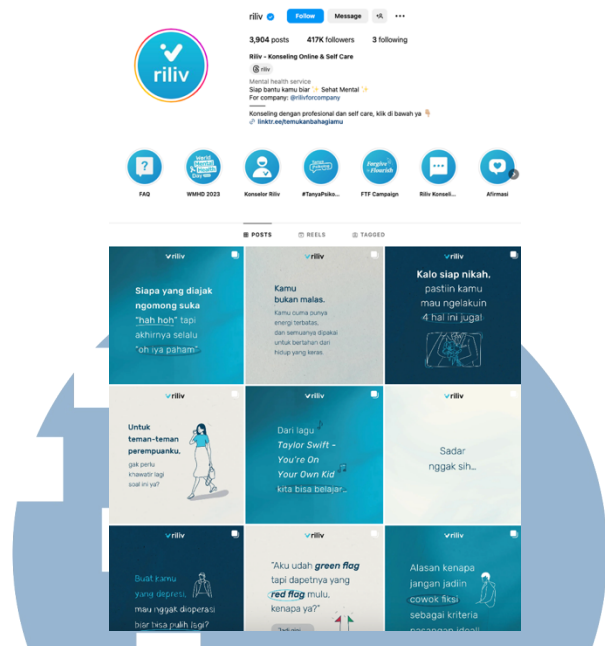 riliv Follow Message
3,904 posts 417K followers 3 following
riliv
Riliv - Konseling Online & Self Care
riliv
Mental health service
Siap bantu kamu biar ✨ Sehat Mental ✨
For company: @rilivforcompany
Konseling dengan profesional dan self care, klik di bawah ya 👇🏼
linktr.ee/temukanbahagiamu
?
World Mental Health Day
Forgive Flourish
FAQ WMHD 2023 Konselor Riliv #TanyaPsiko... FTF Campaign Riliv Konseli... Afirmasi
POSTS REELS TAGGED
riliv
Siapa yang diajak
ngomong suka
"hah hoh" tapi
akhirnya selalu
"oh iya paham"
riliv
Kamu
bukan malas.
Kamu cuma punya
energi terbatas,
dan semuanya dipakai
untuk bertahan dari
hidup yang keras.
riliv
Kalo siap nikah,
pastiin kamu
mau ngelakuin
4 hal ini juga!
riliv
Untuk
teman-teman
perempuanku,
gak perlu
khawatir lagi
soal ini ya?
riliv
Dari lagu
Taylor Swift -
You're On
Your Own Kid
kita bisa belajar...
riliv
Sadar
nggak sih...
riliv
Buat kamu
yang depresi,
mau nggak dioperasi
biar bisa pulih lagi?
riliv
"Aku udah green flag
tapi dapetnya yang
red flag mulu,
kenapa ya?"
riliv
Alasan kenapa
jangan jadiin
cowok fiksi
sebagai kriteria
pasangan ideal!